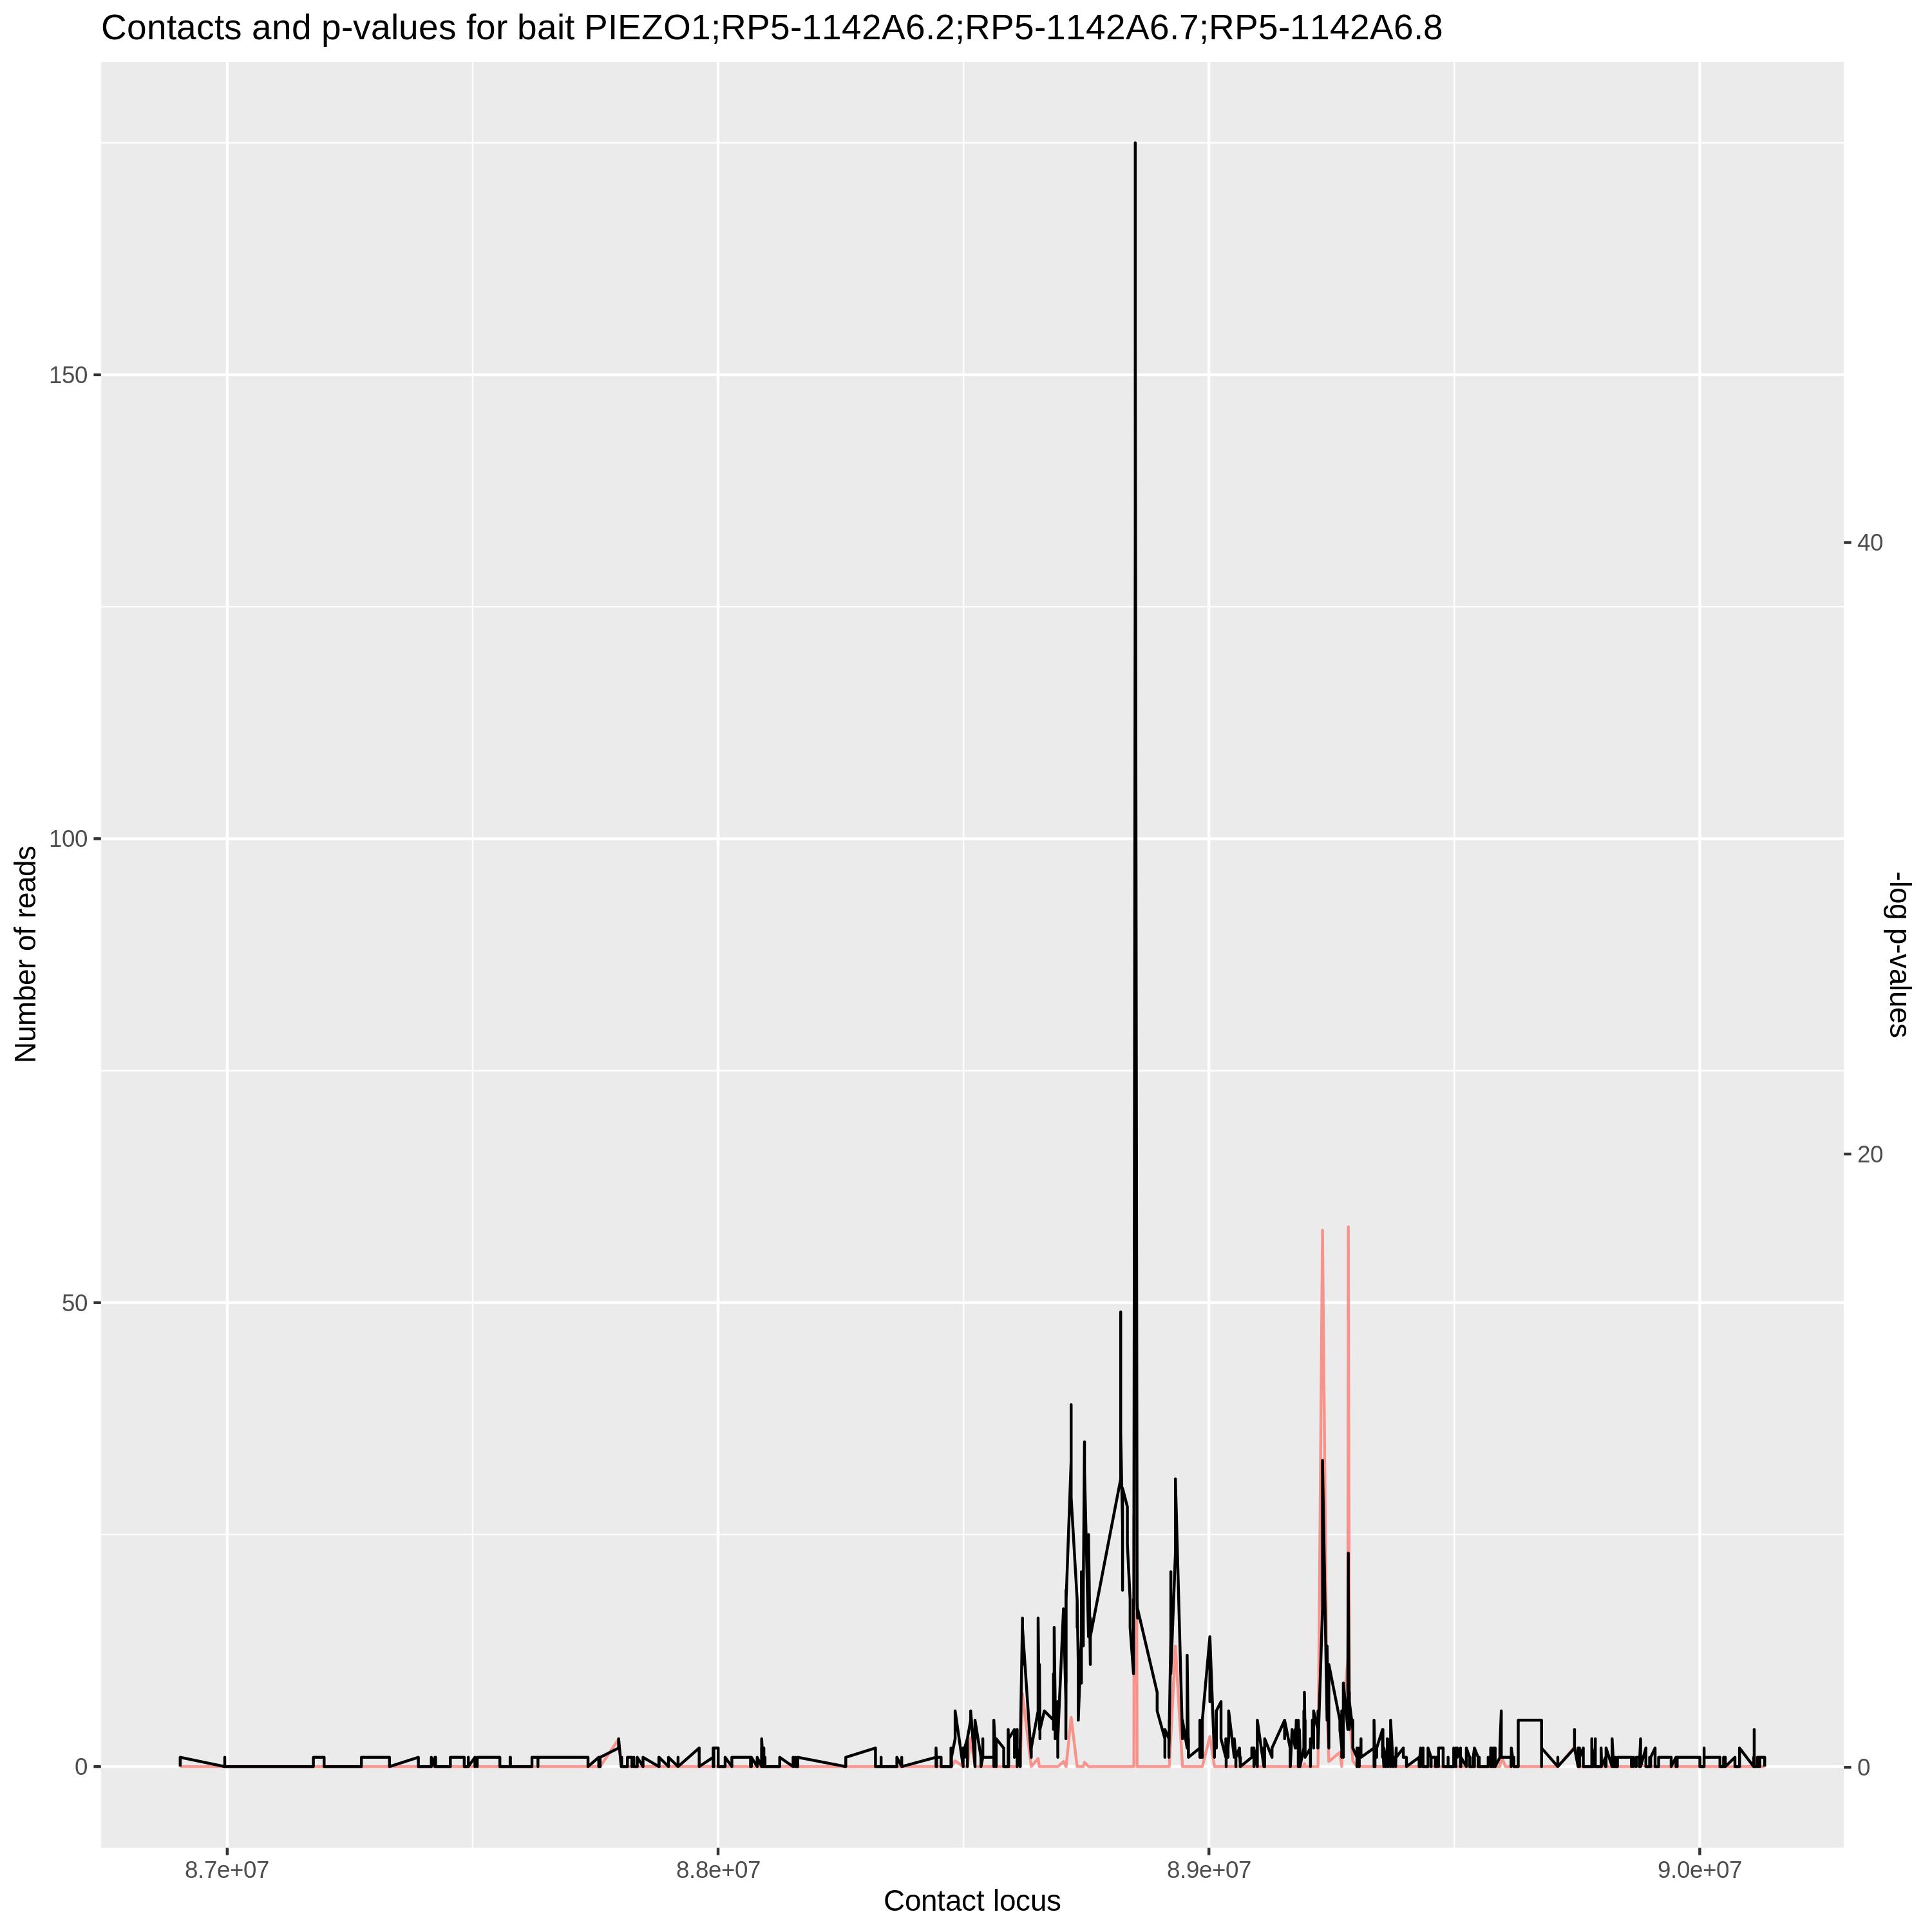 Contacts and p-values for bait PIEZO1;RP5-1142A6.2;RP5-1142A6.7;RP5-1142A6.8
Number of reads
150
100
50
0
40
20
0
-log p-values
8.7e+07 8.8e+07 8.9e+07 9.0e+07
Contact locus